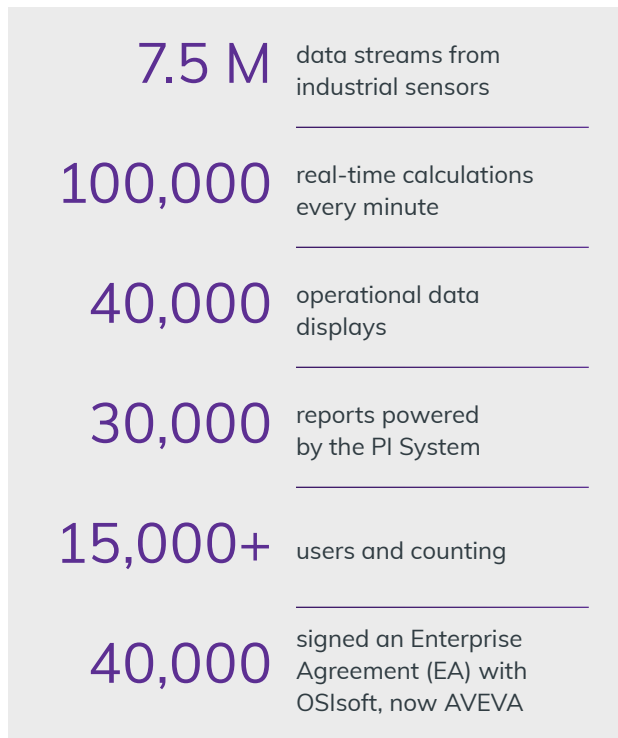 7.5 M data streams from
industrial sensors
100,000 real-time calculations
every minute
40,000 operational data
displays
30,000 reports powered
by the PI System
15,000+ users and counting
40,000 signed an Enterprise
Agreement (EA) with
OSIsoft, now AVEVA